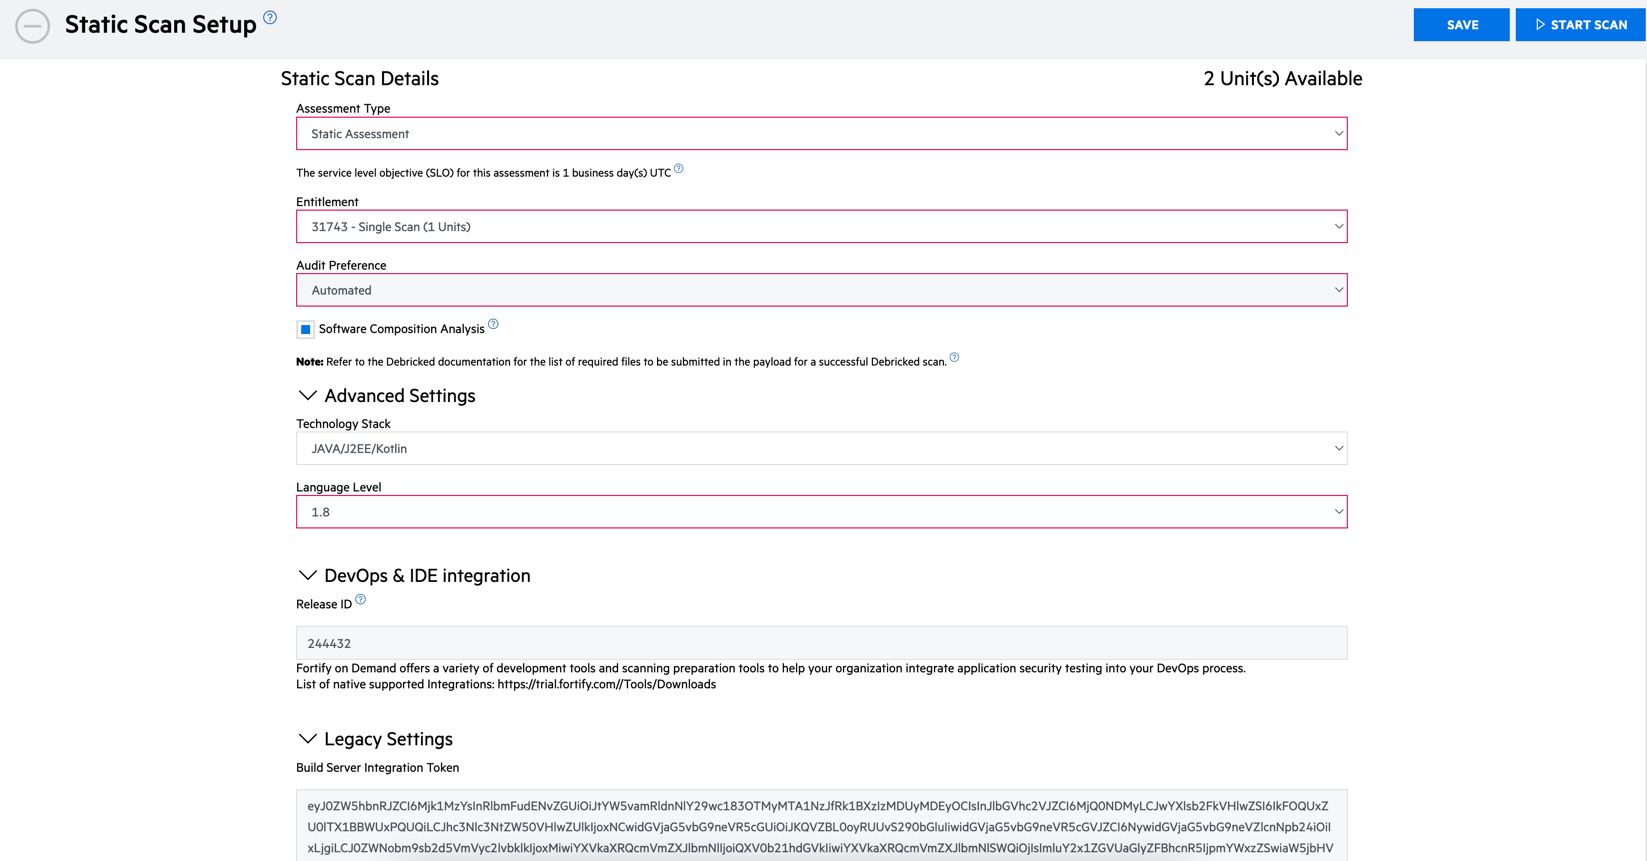 Static Scan Setup ?
SAVE
START SCAN
Static Scan Details
2 Unit(s) Available
Assessment Type
Static Assessment
The service level objective (SLO) for this assessment is 1 business day(s) UTC ?
Entitlement
31743 - Single Scan (1 Units)
Audit Preference
Automated
Software Composition Analysis ?
Note: Refer to the Debricked documentation for the list of required files to be submitted in the payload for a successful Debricked scan. ?
Advanced Settings
Technology Stack
JAVA/J2EE/Kotlin
Language Level
1.8
DevOps & IDE integration
Release ID ?
244432
Fortify on Demand offers a variety of development tools and scanning preparation tools to help your organization integrate application security testing into your DevOps process.
List of native supported Integrations: https://trial.fortify.com//Tools/Downloads
Legacy Settings
Build Server Integration Token